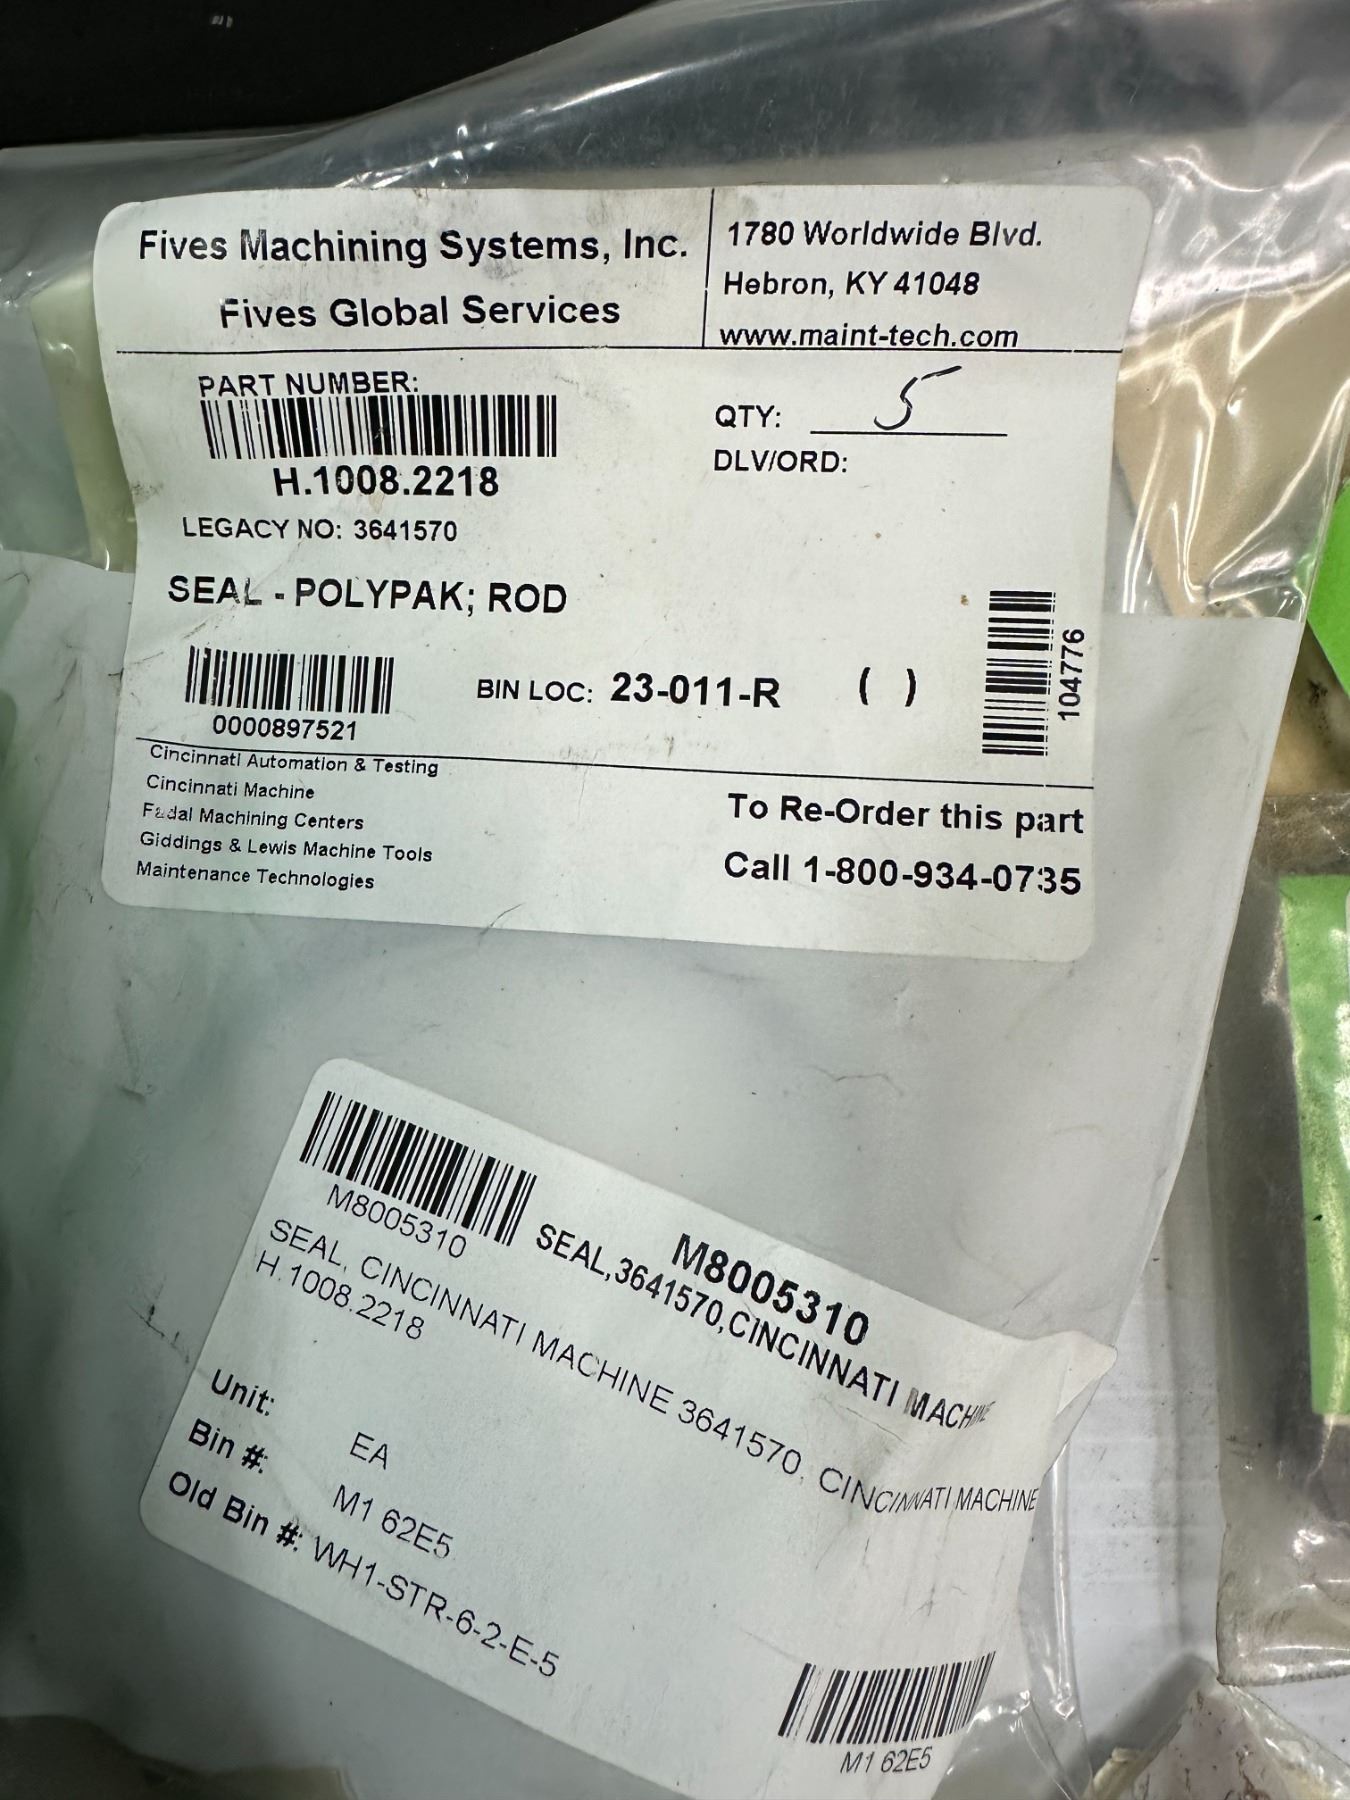 Fives Machining Systems, Inc.
Fives Global Services
1780 Worldwide Blvd.
Hebron, KY 41048
www.maint-tech.com
PART NUMBER:
H.1008.2218
LEGACY NO: 3641570
QTY: 5
DLV/ORD:
SEAL - POLYPAK; ROD
0000897521
BIN LOC: 23-011-R ( )
104776
Cincinnati Automation & Testing
Cincinnati Machine
Fadal Machining Centers
Giddings & Lewis Machine Tools
Maintenance Technologies
To Re-Order this part
Call 1-800-934-0735
M8005310
M8005310
SEAL,3641570,CINCINNATI MACHINE
SEAL, CINCINNATI MACHINE 3641570, CINCINNATI MACHINE
H.1008.2218
Unit: EA
Bin #: M1 62E5
Old Bin #: WH1-STR-6-2-E-5
M1 62E5